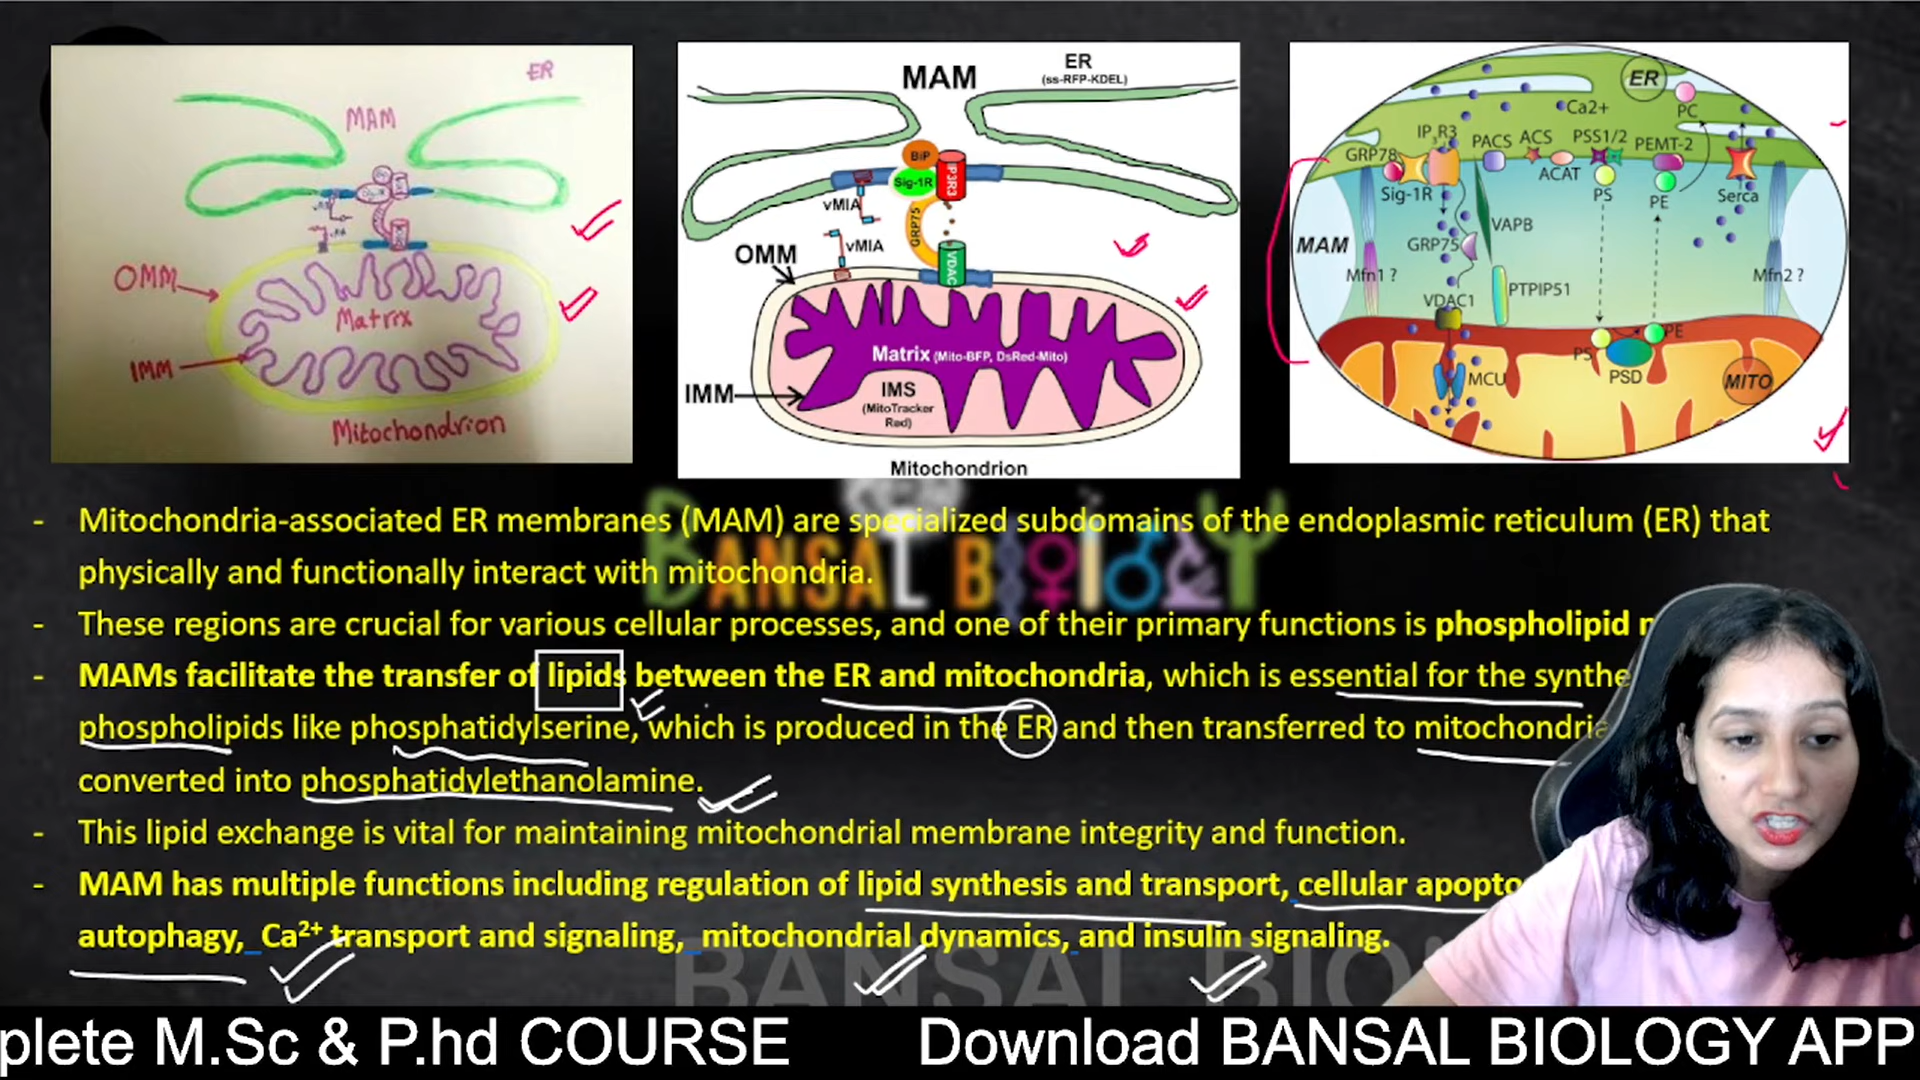 ER
MAM
OMM
Matrix
IMM
Mitochondrion
MAM
ER
(ss-RFP-KDEL)
BiP
Sig-1R
IP3R3
vMIA
GRP75
vMIA
OMM
VDAC
Matrix (Mito-BFP, DsRed-Mito)
IMM
IMS
(MitoTracker
Red)
Mitochondrion
ER
Ca2+
PC
IP3R3
PACS
ACS
PSS1/2
PEMT-2
GRP78
Sig-1R
ACAT
PS
PE
Serca
VAPB
MAM
GRP75
Mfn1 ?
Mfn2 ?
PTPIP51
VDAC1
PS
PE
PSD
MCU
MITO
- Mitochondria-associated ER membranes (MAM) are specialized subdomains of the endoplasmic reticulum (ER) that
physically and functionally interact with mitochondria.
- These regions are crucial for various cellular processes, and one of their primary functions is phospholipid
- MAMs facilitate the transfer of lipids between the ER and mitochondria, which is essential for the synthe
phospholipids like phosphatidylserine, which is produced in the ER and then transferred to mitochondria
converted into phosphatidylethanolamine.
- This lipid exchange is vital for maintaining mitochondrial membrane integrity and function.
- MAM has multiple functions including regulation of lipid synthesis and transport, cellular apopto
autophagy, Ca²⁺ transport and signaling, mitochondrial dynamics, and insulin signaling.
BANSAL BIOLOGY
BANSAL BIO
plete M.Sc & P.hd COURSE Download BANSAL BIOLOGY APP